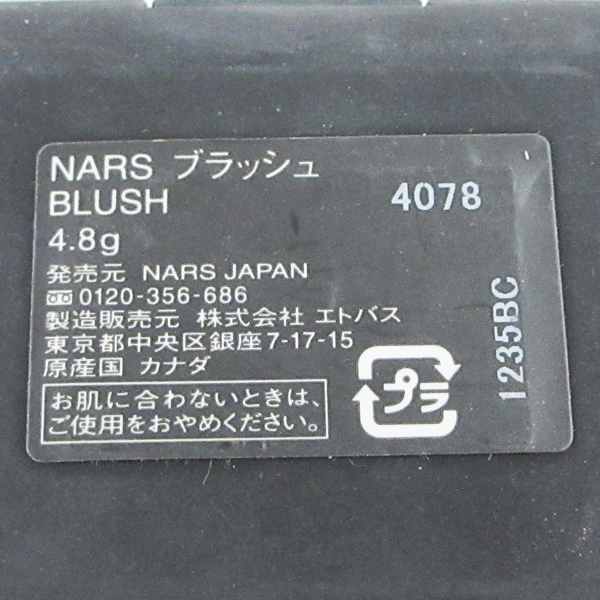 NARS ブラッシュ
BLUSH
4078
4.8g
発売元 NARS JAPAN
0120-356-686
製造販売元 株式会社 エトバス
東京都中央区銀座7-17-15
原産国 カナダ
お肌に合わないときは、
ご使用をおやめください。
プラ
1235BC